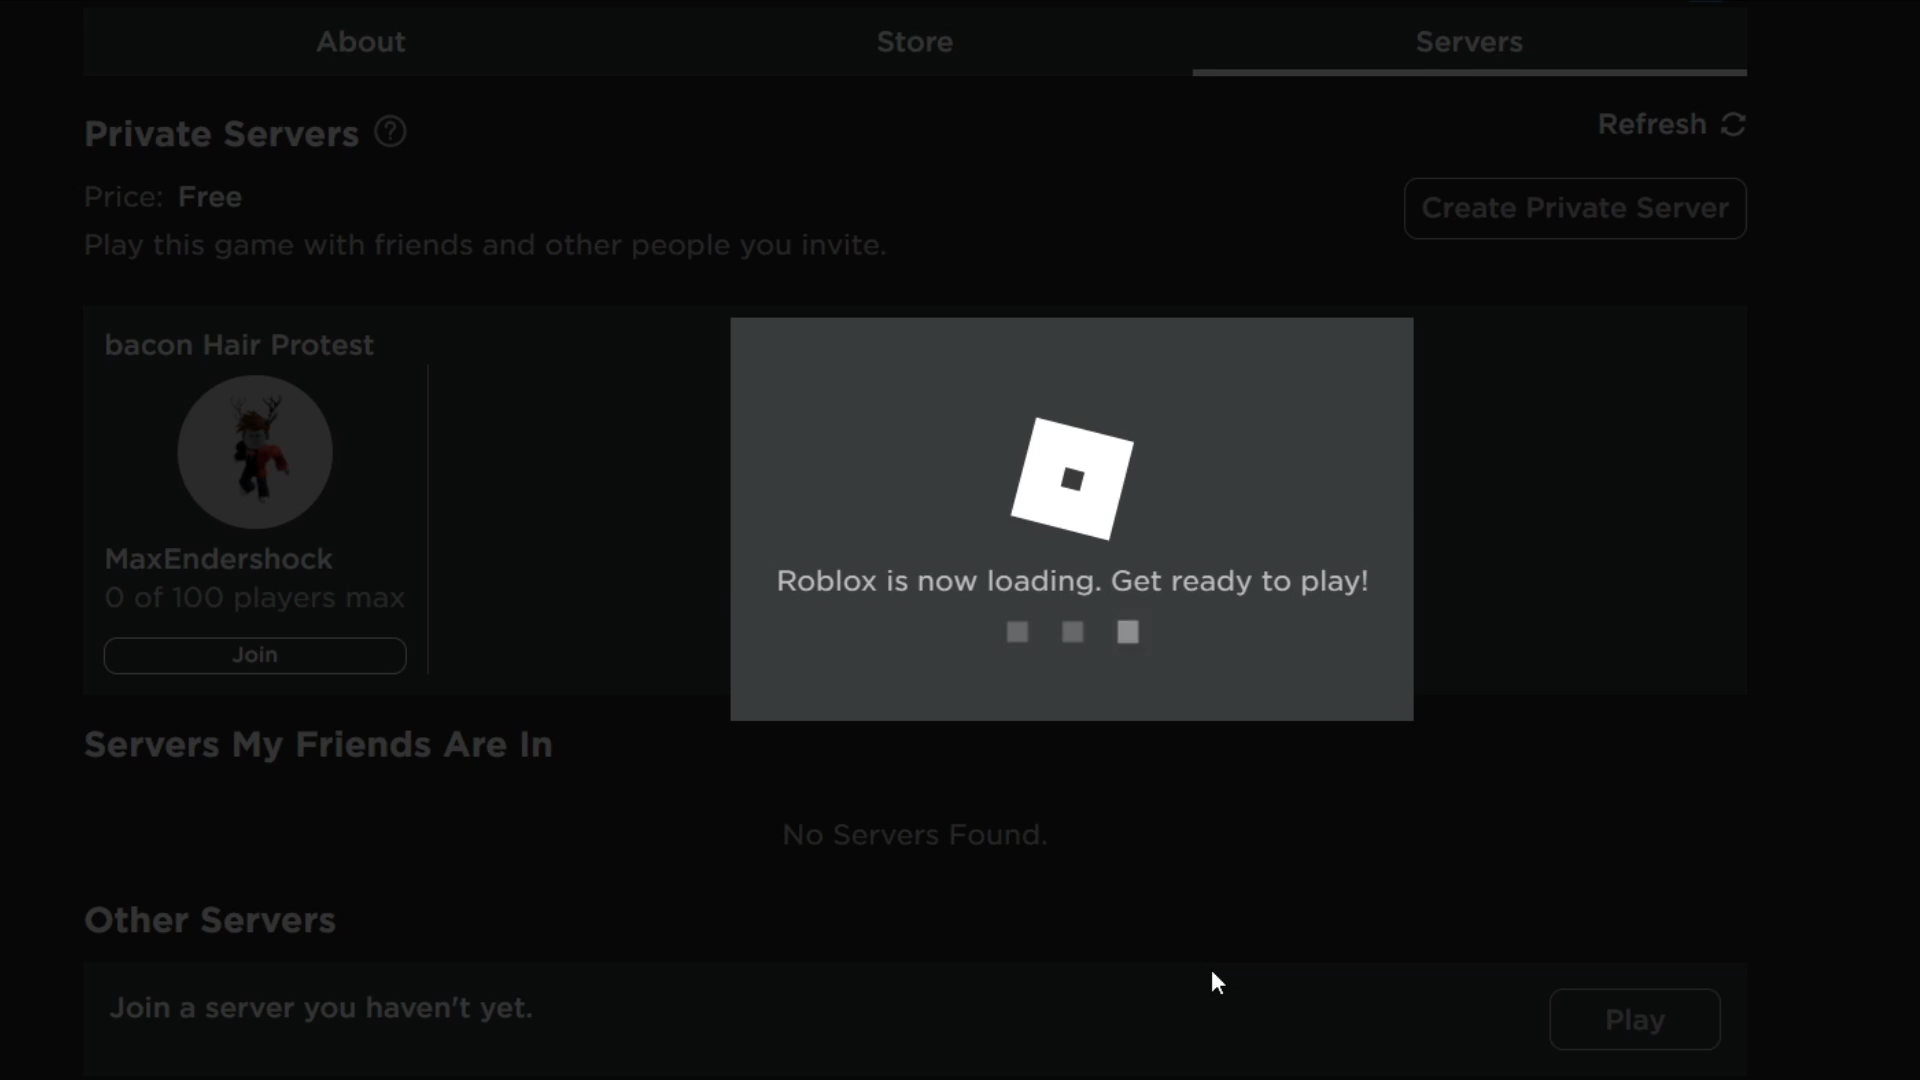 About
Store
Servers
Private Servers
Refresh
Price: Free
Create Private Server
Play this game with friends and other people you invite.
bacon Hair Protest
MaxEndershock
0 of 100 players max
Join
Roblox is now loading. Get ready to play!
Servers My Friends Are In
No Servers Found.
Other Servers
Join a server you haven't yet.
Play